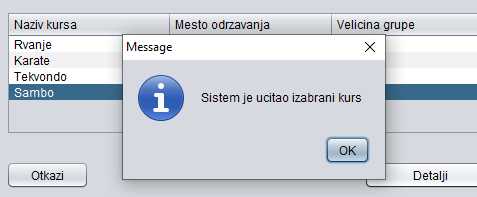 Naziv kursa Mesto odrzavanja Velicina grupe
Rvanje
Karate
Tekvondo
Sambo
Message
Sistem je ucitao izabrani kurs
OK
Otkazi
Detalji